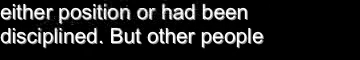 either position or had been
disciplined. But other people